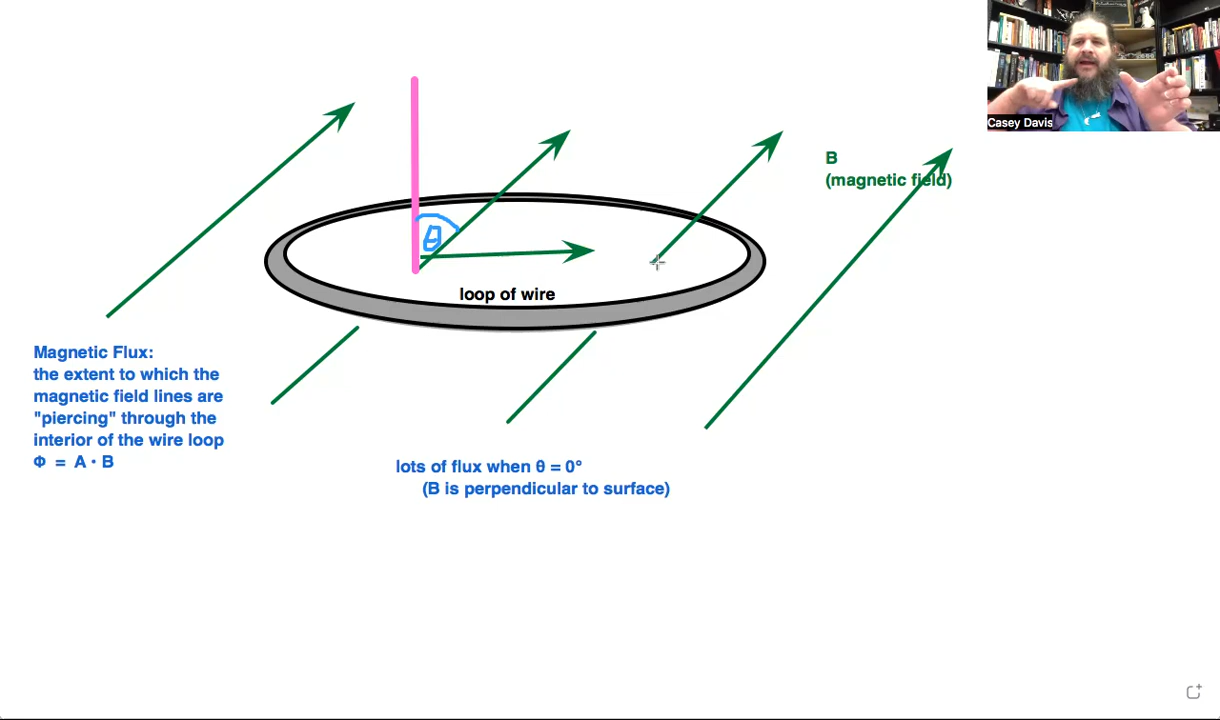 Casey Davis
B
(magnetic field)
θ
loop of wire
Magnetic Flux:
the extent to which the
magnetic field lines are
"piercing" through the
interior of the wire loop
Φ = A • B
lots of flux when θ = 0°
(B is perpendicular to surface)